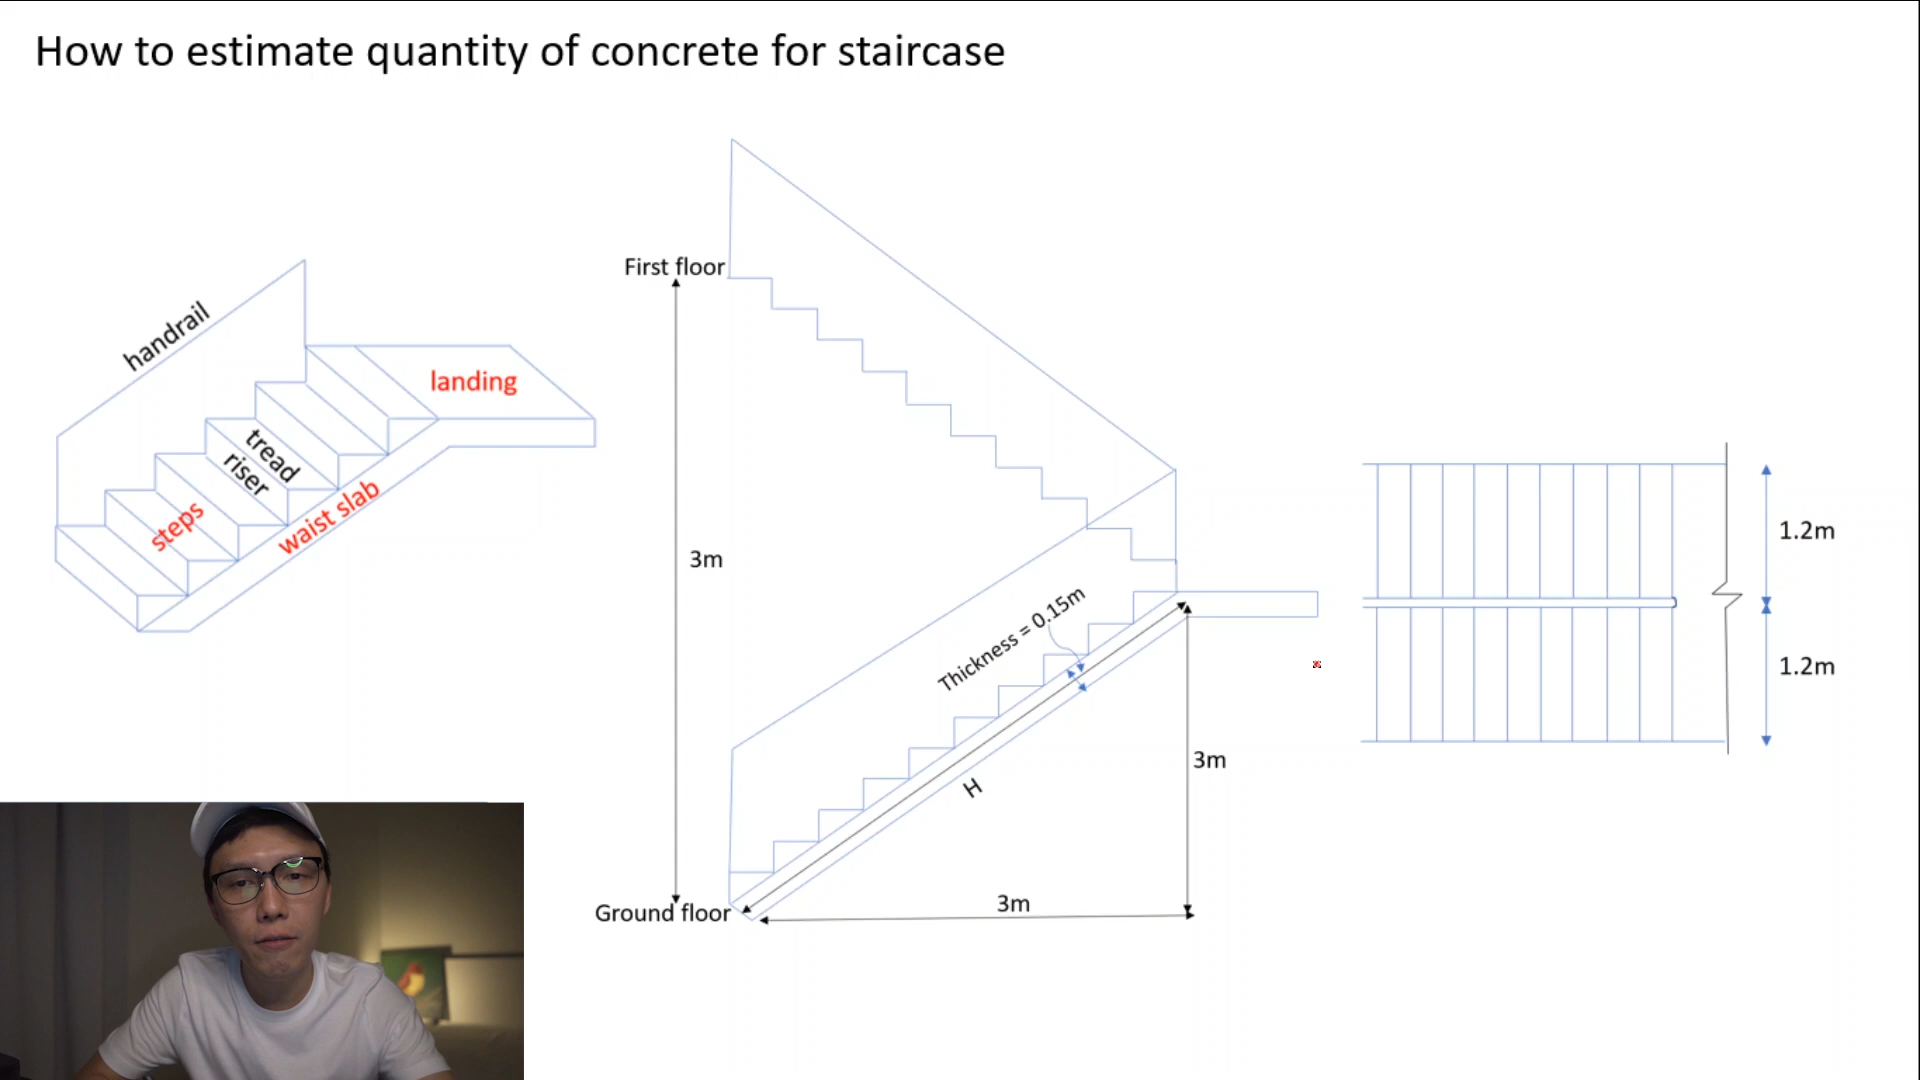 How to estimate quantity of concrete for staircase
handrail
landing
tread
riser
steps
waist slab
First floor
3m
Thickness = 0.15m
H
3m
3m
Ground floor
1.2m
1.2m